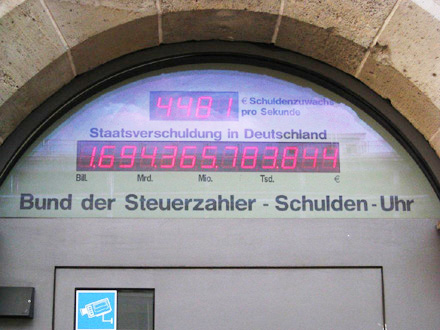 4481 € Schuldenzuwachs
pro Sekunde
Staatsverschuldung in Deutschland
1.694.365.783.844
Bill. Mrd. Mio. Tsd. €
Bund der Steuerzahler - Schulden - Uhr